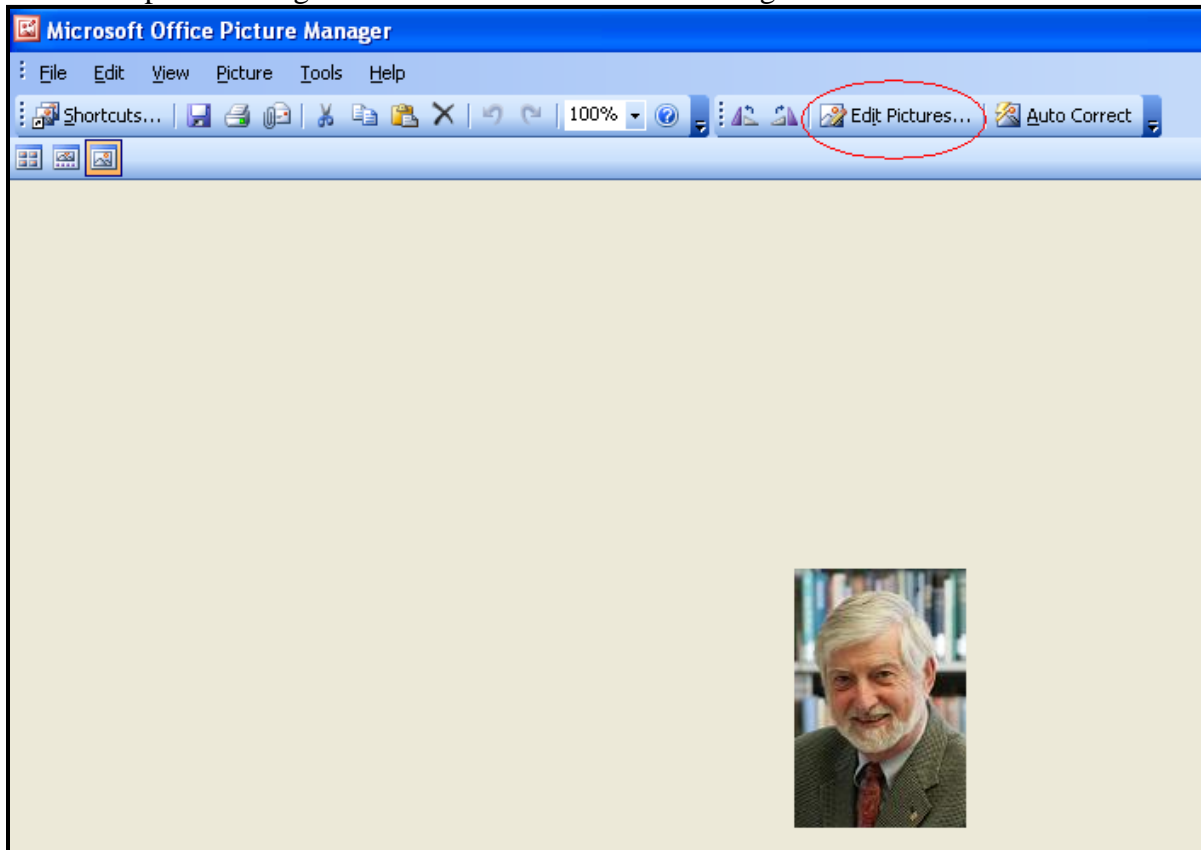 Microsoft Office Picture Manager
File Edit View Picture Tools Help
Shortcuts... 100% Edit Pictures... Auto Correct